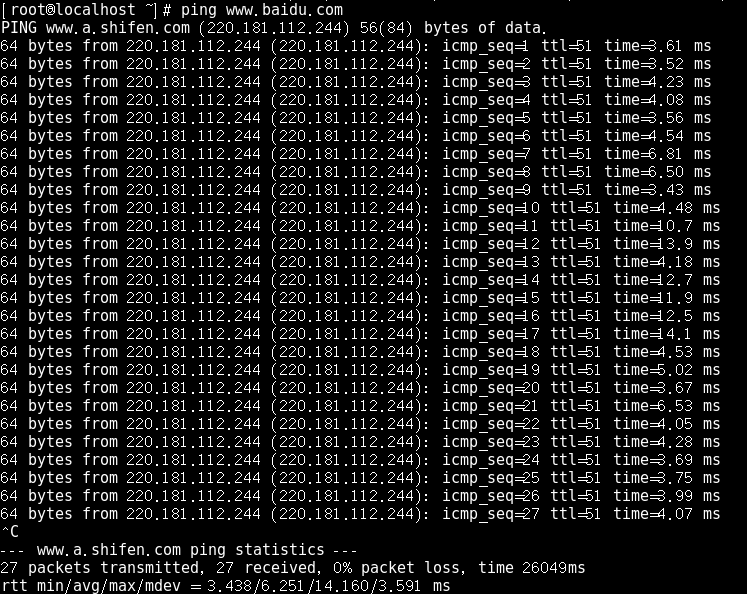 [root@localhost ~]# ping www.baidu.com
PING www.a.shifen.com (220.181.112.244) 56(84) bytes of data.
64 bytes from 220.181.112.244 (220.181.112.244): icmp_seq=1 ttl=51 time=3.61 ms
64 bytes from 220.181.112.244 (220.181.112.244): icmp_seq=2 ttl=51 time=3.52 ms
64 bytes from 220.181.112.244 (220.181.112.244): icmp_seq=3 ttl=51 time=4.23 ms
64 bytes from 220.181.112.244 (220.181.112.244): icmp_seq=4 ttl=51 time=4.08 ms
64 bytes from 220.181.112.244 (220.181.112.244): icmp_seq=5 ttl=51 time=3.56 ms
64 bytes from 220.181.112.244 (220.181.112.244): icmp_seq=6 ttl=51 time=4.54 ms
64 bytes from 220.181.112.244 (220.181.112.244): icmp_seq=7 ttl=51 time=6.81 ms
64 bytes from 220.181.112.244 (220.181.112.244): icmp_seq=8 ttl=51 time=6.50 ms
64 bytes from 220.181.112.244 (220.181.112.244): icmp_seq=9 ttl=51 time=3.43 ms
64 bytes from 220.181.112.244 (220.181.112.244): icmp_seq=10 ttl=51 time=4.48 ms
64 bytes from 220.181.112.244 (220.181.112.244): icmp_seq=11 ttl=51 time=10.7 ms
64 bytes from 220.181.112.244 (220.181.112.244): icmp_seq=12 ttl=51 time=13.9 ms
64 bytes from 220.181.112.244 (220.181.112.244): icmp_seq=13 ttl=51 time=4.18 ms
64 bytes from 220.181.112.244 (220.181.112.244): icmp_seq=14 ttl=51 time=12.7 ms
64 bytes from 220.181.112.244 (220.181.112.244): icmp_seq=15 ttl=51 time=11.9 ms
64 bytes from 220.181.112.244 (220.181.112.244): icmp_seq=16 ttl=51 time=12.5 ms
64 bytes from 220.181.112.244 (220.181.112.244): icmp_seq=17 ttl=51 time=14.1 ms
64 bytes from 220.181.112.244 (220.181.112.244): icmp_seq=18 ttl=51 time=4.53 ms
64 bytes from 220.181.112.244 (220.181.112.244): icmp_seq=19 ttl=51 time=5.02 ms
64 bytes from 220.181.112.244 (220.181.112.244): icmp_seq=20 ttl=51 time=3.67 ms
64 bytes from 220.181.112.244 (220.181.112.244): icmp_seq=21 ttl=51 time=6.53 ms
64 bytes from 220.181.112.244 (220.181.112.244): icmp_seq=22 ttl=51 time=4.05 ms
64 bytes from 220.181.112.244 (220.181.112.244): icmp_seq=23 ttl=51 time=4.28 ms
64 bytes from 220.181.112.244 (220.181.112.244): icmp_seq=24 ttl=51 time=3.69 ms
64 bytes from 220.181.112.244 (220.181.112.244): icmp_seq=25 ttl=51 time=3.75 ms
64 bytes from 220.181.112.244 (220.181.112.244): icmp_seq=26 ttl=51 time=3.99 ms
64 bytes from 220.181.112.244 (220.181.112.244): icmp_seq=27 ttl=51 time=4.07 ms
^C
--- www.a.shifen.com ping statistics ---
27 packets transmitted, 27 received, 0% packet loss, time 26049ms
rtt min/avg/max/mdev = 3.438/6.251/14.160/3.591 ms